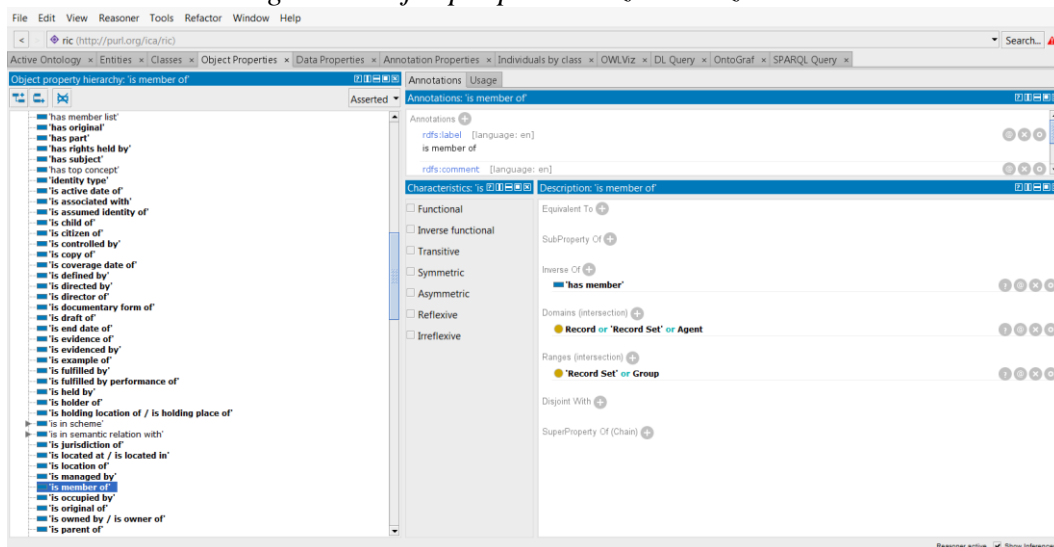 File Edit View Reasoner Tools Refactor Window Help
< > ric (http://purl.org/ica/ric) Search...
Active Ontology × Entities × Classes × Object Properties × Data Properties × Annotation Properties × Individuals by class × OWLViz × DL Query × OntoGraf × SPARQL Query ×
Object property hierarchy: 'is member of'
Asserted
'has member list'
'has original'
'has part'
'has rights held by'
'has subject'
'has top concept'
'identity type'
'is active date of'
'is associated with'
'is assumed identity of'
'is child of'
'is citizen of'
'is controlled by'
'is copy of'
'is coverage date of'
'is defined by'
'is directed by'
'is director of'
'is documentary form of'
'is draft of'
'is end date of'
'is evidence of'
'is evidenced by'
'is example of'
'is fulfilled by'
'is fulfilled by performance of'
'is held by'
'is holder of'
'is holding location of / is holding place of'
'is in scheme'
'is in semantic relation with'
'is jurisdiction of'
'is located at / is located in'
'is location of'
'is managed by'
'is member of'
'is occupied by'
'is original of'
'is owned by / is owner of'
'is parent of'
Annotations Usage
Annotations: 'is member of'
Annotations
rdfs:label [language: en]
is member of
rdfs:comment [language: en]
Characteristics: 'is
Functional
Inverse functional
Transitive
Symmetric
Asymmetric
Reflexive
Irreflexive
Description: 'is member of'
Equivalent To
SubProperty Of
Inverse Of
'has member'
Domains (intersection)
Record or 'Record Set' or Agent
Ranges (intersection)
'Record Set' or Group
Disjoint With
SuperProperty Of (Chain)
Reasoner active Show Inferences